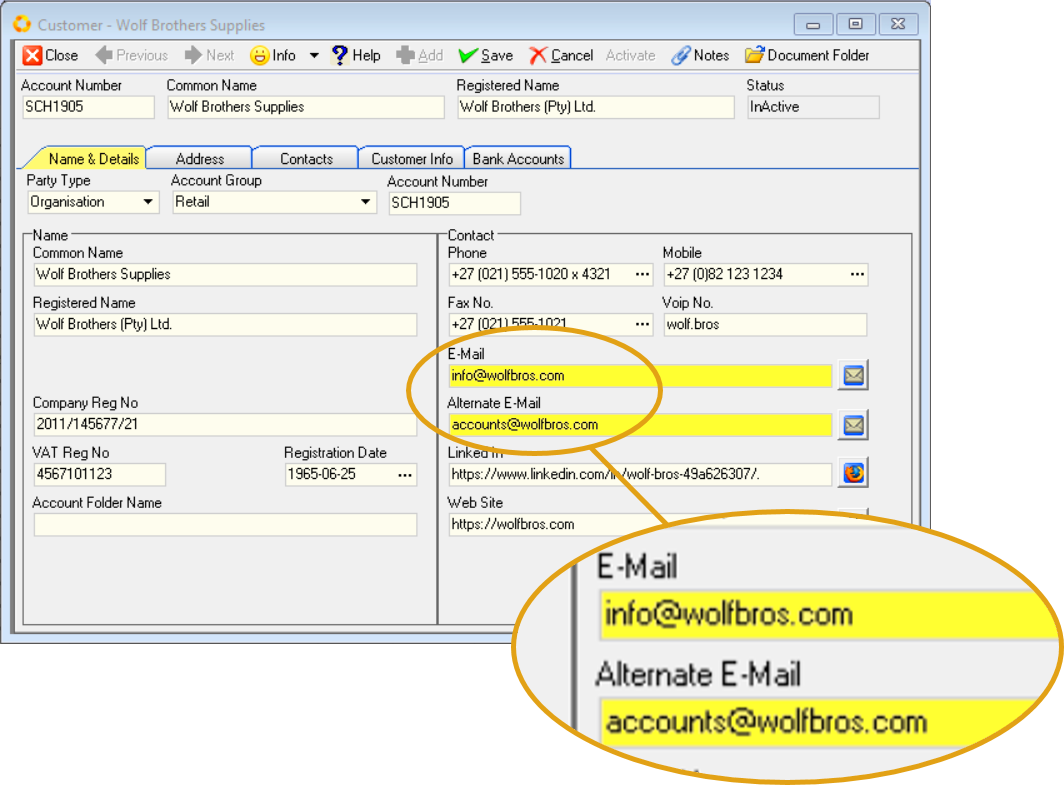 Customer - Wolf Brothers Supplies
Close Previous Next Info Help Add Save Cancel Activate Notes Document Folder
Account Number Common Name Registered Name Status
SCH1905 Wolf Brothers Supplies Wolf Brothers (Pty) Ltd. InActive
Name & Details Address Contacts Customer Info Bank Accounts
Party Type Account Group Account Number
Organisation Retail SCH1905
Name
Common Name
Wolf Brothers Supplies
Registered Name
Wolf Brothers (Pty) Ltd.
Company Reg No
2011/145677/21
VAT Reg No Registration Date
4567101123 1965-06-25 ...
Account Folder Name
Contact
Phone Mobile
+27 (021) 555-1020 x 4321 ... +27 (0)82 123 1234 ...
Fax No. Voip No.
+27 (021) 555-1021 ... wolf.bros
E-Mail
info@wolfbros.com
Alternate E-Mail
accounts@wolfbros.com
Linked In
https://www.linkedin.com/in/wolf-bros-49a626307/.
Web Site
https://wolfbros.com
E-Mail
info@wolfbros.com
Alternate E-Mail
accounts@wolfbros.com